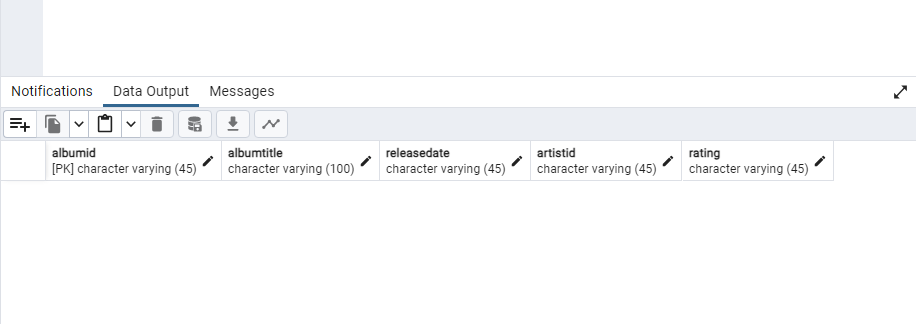 Notifications Data Output Messages
albumid albumtitle releasedate artistid rating
[PK] character varying (45) character varying (100) character varying (45) character varying (45) character varying (45)